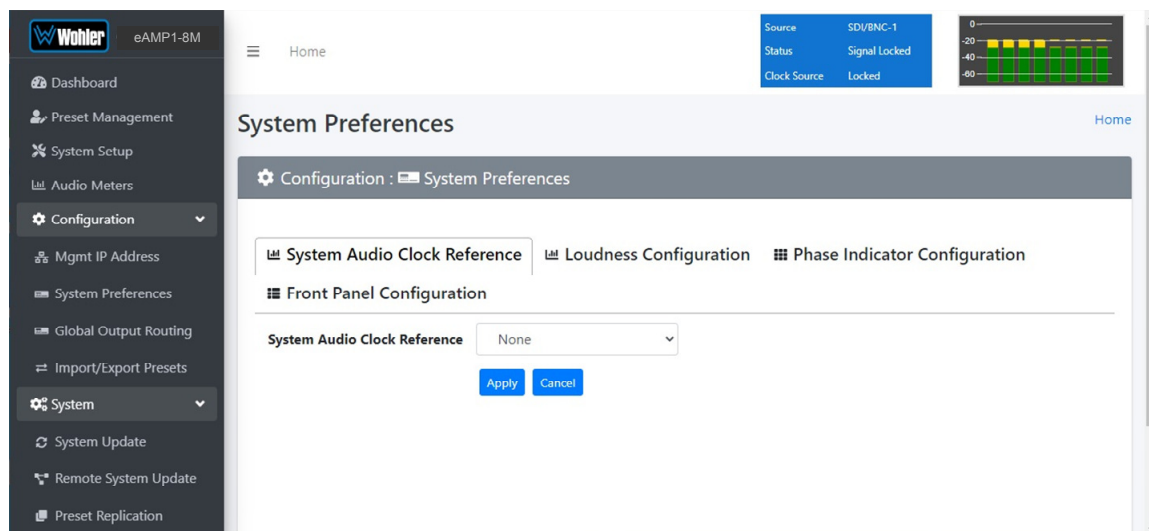 Wohler eAMP1-8M
Dashboard
Preset Management
System Setup
Audio Meters
Configuration
Mgmt IP Address
System Preferences
Global Output Routing
Import/Export Presets
System
System Update
Remote System Update
Preset Replication
Home
Source SDI/BNC-1
Status Signal Locked
Clock Source Locked
0
-20
-40
-60
System Preferences
Home
Configuration : System Preferences
System Audio Clock Reference Loudness Configuration Phase Indicator Configuration
Front Panel Configuration
System Audio Clock Reference None
Apply Cancel